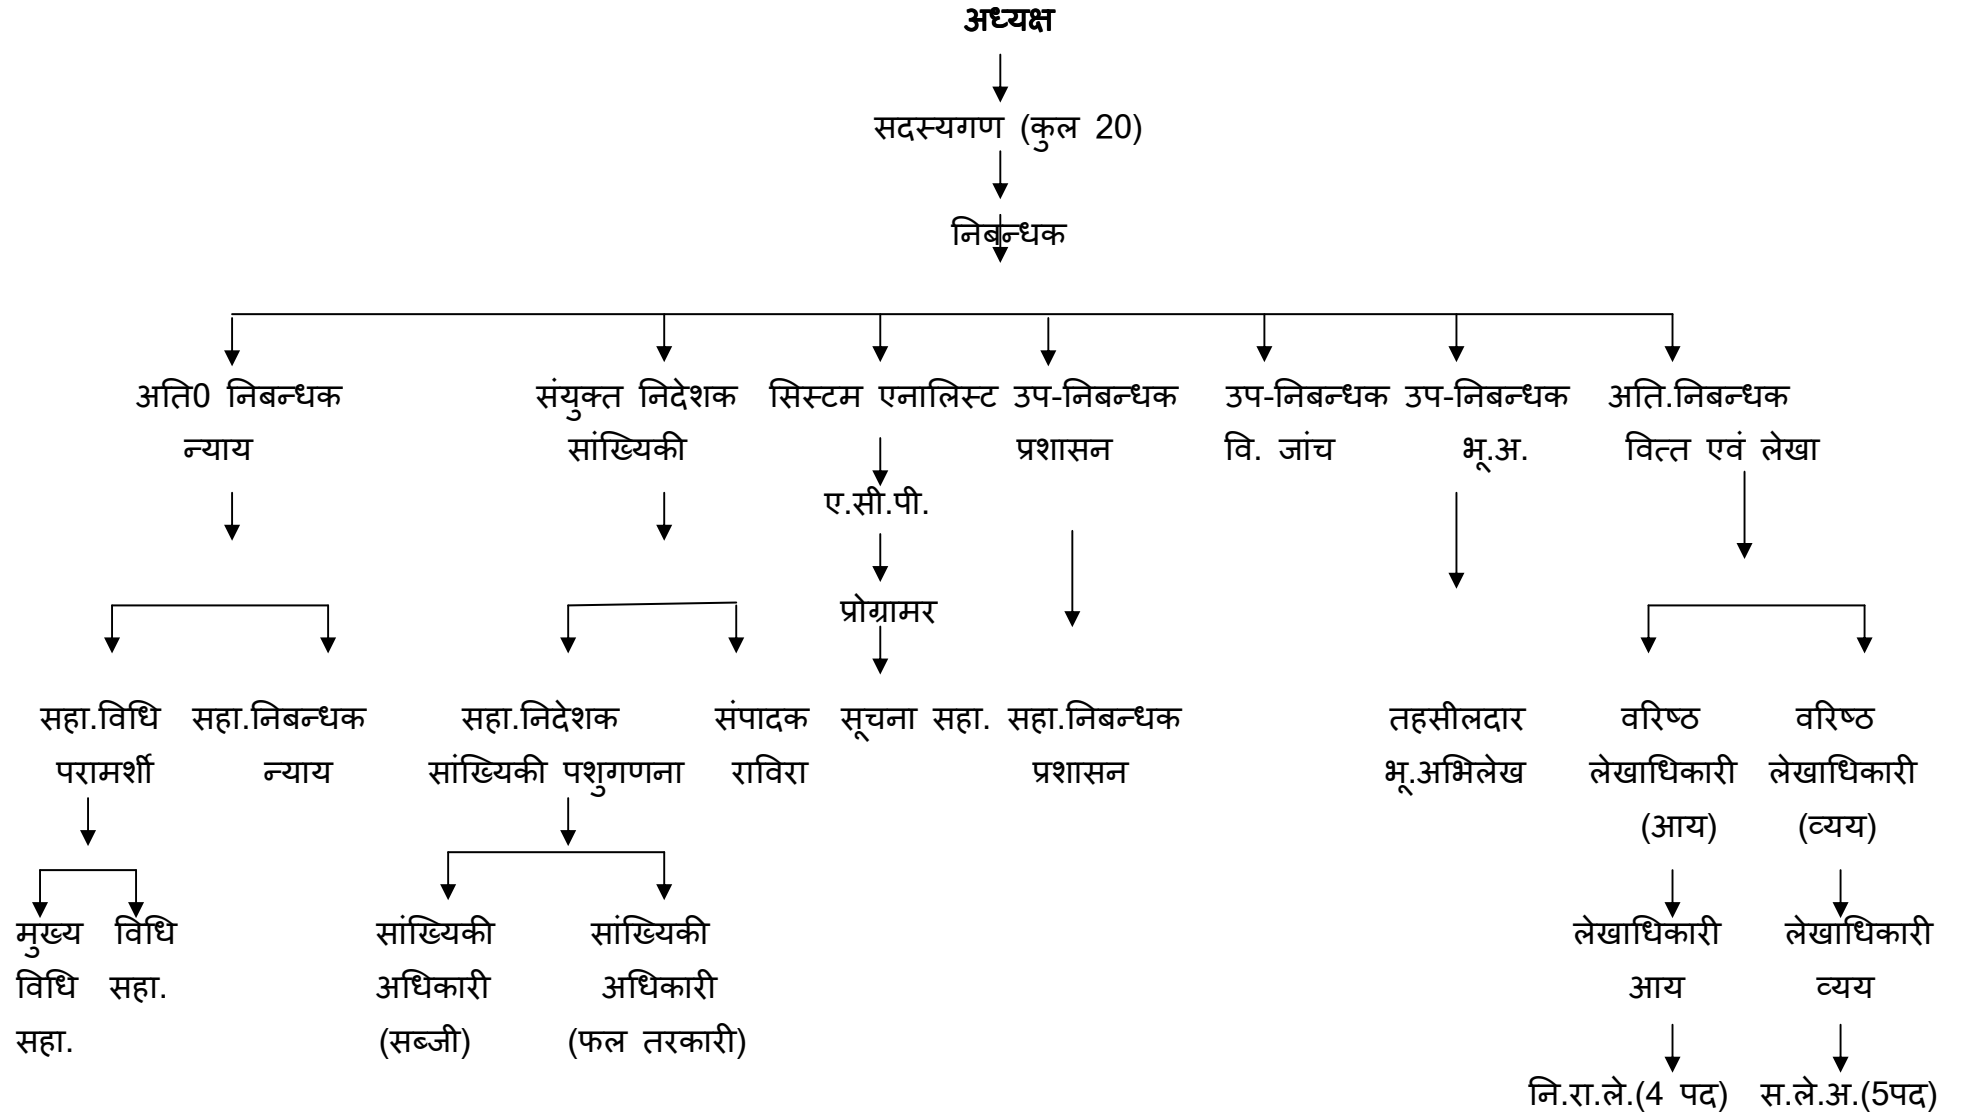 अध्यक्ष
सदस्यगण (कुल 20)
निबन्धक
अति0 निबन्धक संयुक्त निदेशक सिस्टम एनालिस्ट उप-निबन्धक उप-निबन्धक उप-निबन्धक अति.निबन्धक
न्याय सांख्यिकी प्रशासन वि. जांच भू.अ. वित्त एवं लेखा
ए.सी.पी.
प्रोग्रामर
सहा.विधि सहा.निबन्धक सहा.निदेशक संपादक सूचना सहा. सहा.निबन्धक तहसीलदार वरिष्ठ वरिष्ठ
परामर्शी न्याय सांख्यिकी पशुगणना राविरा प्रशासन भू.अभिलेख लेखाधिकारी लेखाधिकारी
(आय) (व्यय)
मुख्य विधि सांख्यिकी सांख्यिकी लेखाधिकारी लेखाधिकारी
विधि सहा. अधिकारी अधिकारी आय व्यय
सहा. (सब्जी) (फल तरकारी)
नि.रा.ले.(4 पद) स.ले.अ.(5पद)